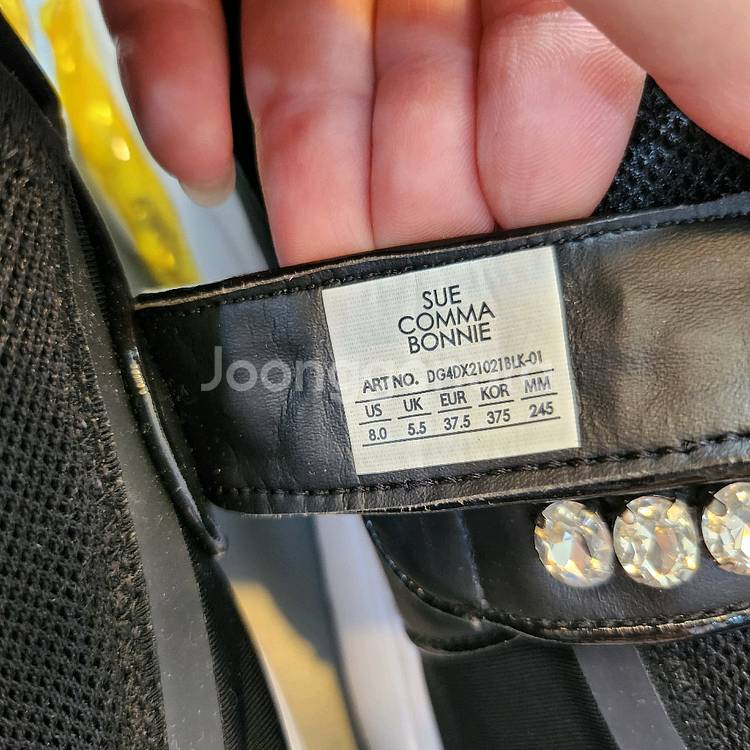 SUE
COMMA
BONNIE
ART NO. DG4DX21021BLK-01
US UK EUR KOR MM
8.0 5.5 37.5 375 245